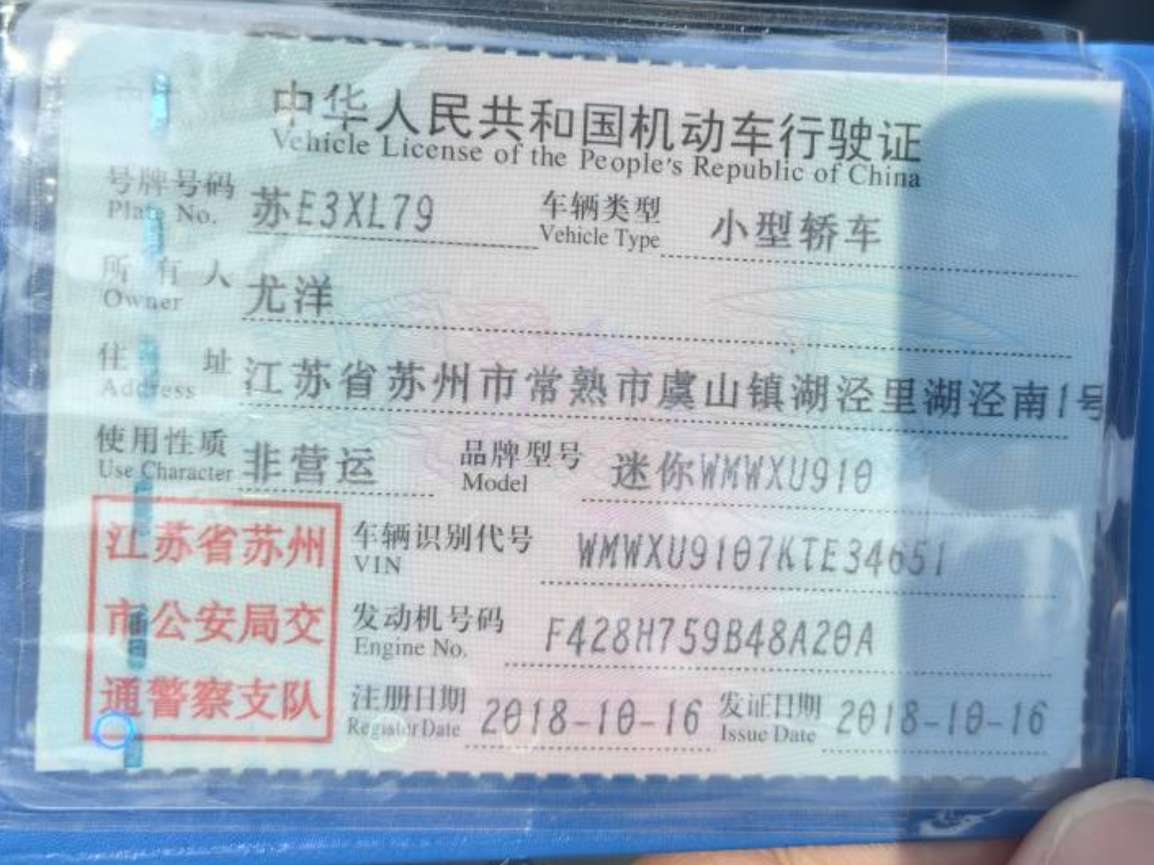 中华人民共和国机动车行驶证
Vehicle License of the People's Republic of China
号牌号码 苏E3XL79 车辆类型 小型轿车
Plate No. Vehicle Type
所有人 尤洋
Owner
住址 江苏省苏州市常熟市虞山镇湖泾里湖泾南1号
Address
使用性质 非营运 品牌型号 迷你WMWXU910
Use Character Model
江苏省苏州
市公安局交
通警察支队
车辆识别代号 WMWXU9107KTE34651
VIN
发动机号码 F428H759B48A20A
Engine No.
注册日期 2018-10-16 发证日期 2018-10-16
Register Date Issue Date